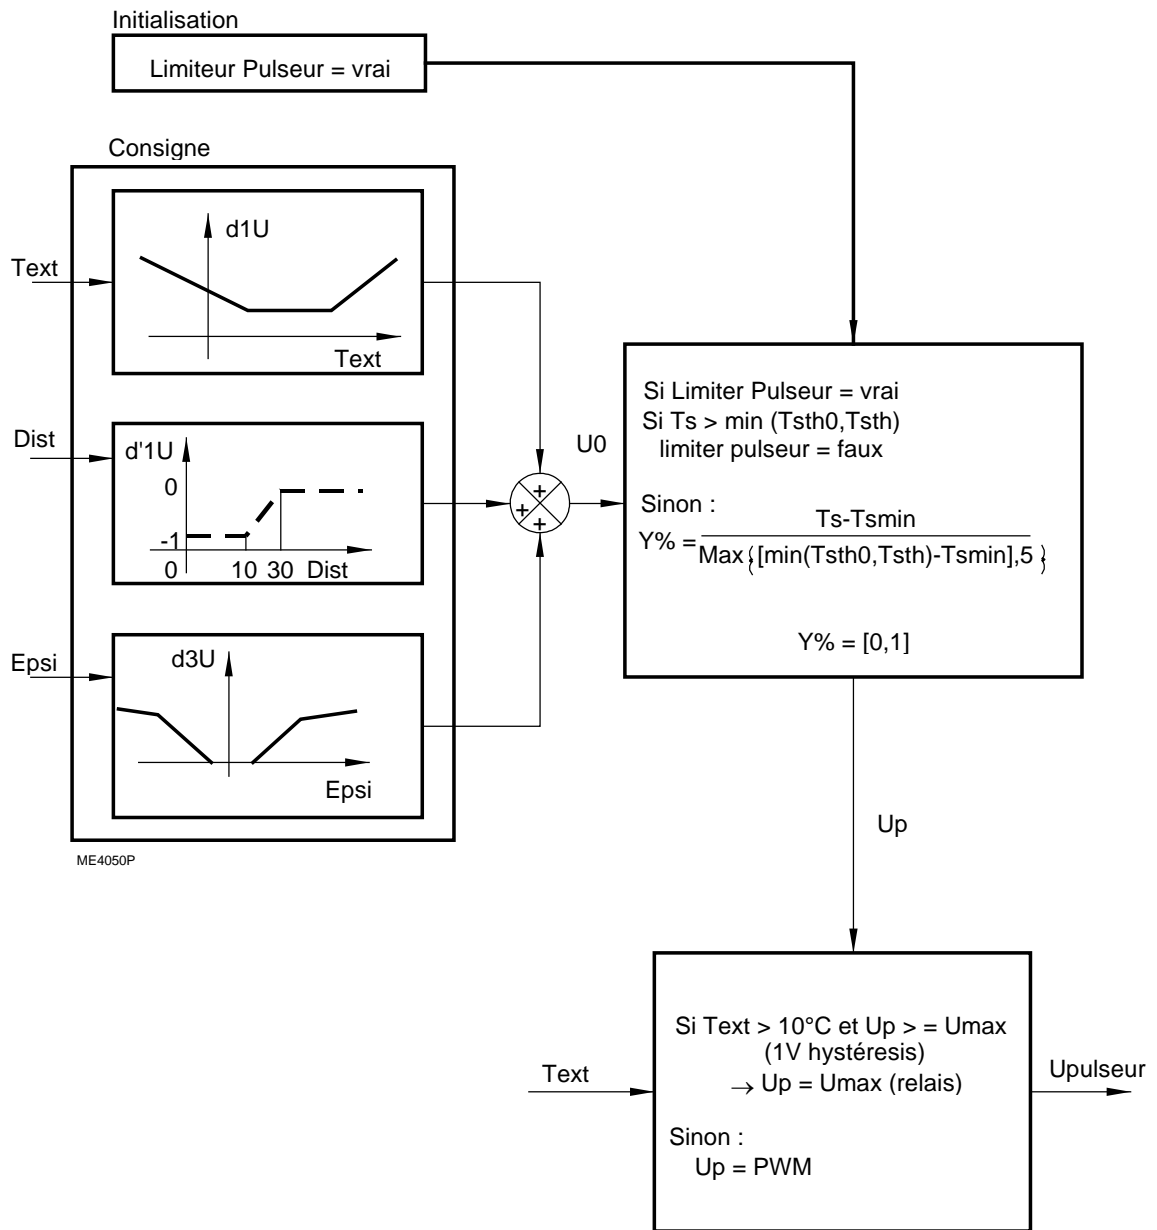 Initialisation
Limiteur Pulseur = vrai
Consigne
Text
d1U
Text
Dist
d'1U
0
-1
0
10
30
Dist
Epsi
d3U
Epsi
ME4050P
+
+
+
U0
Si Limiter Pulseur = vrai
Si Ts > min (Tsth0,Tsth)
limiter pulseur = faux
Sinon :
Ts-Tsmin
Y% =
Max{[min(Tsth0,Tsth)-Tsmin],5}
Y% = [0,1]
Up
Text
Si Text > 10°C et Up > = Umax
(1V hystéresis)
→ Up = Umax (relais)
Sinon :
Up = PWM
Upulseur